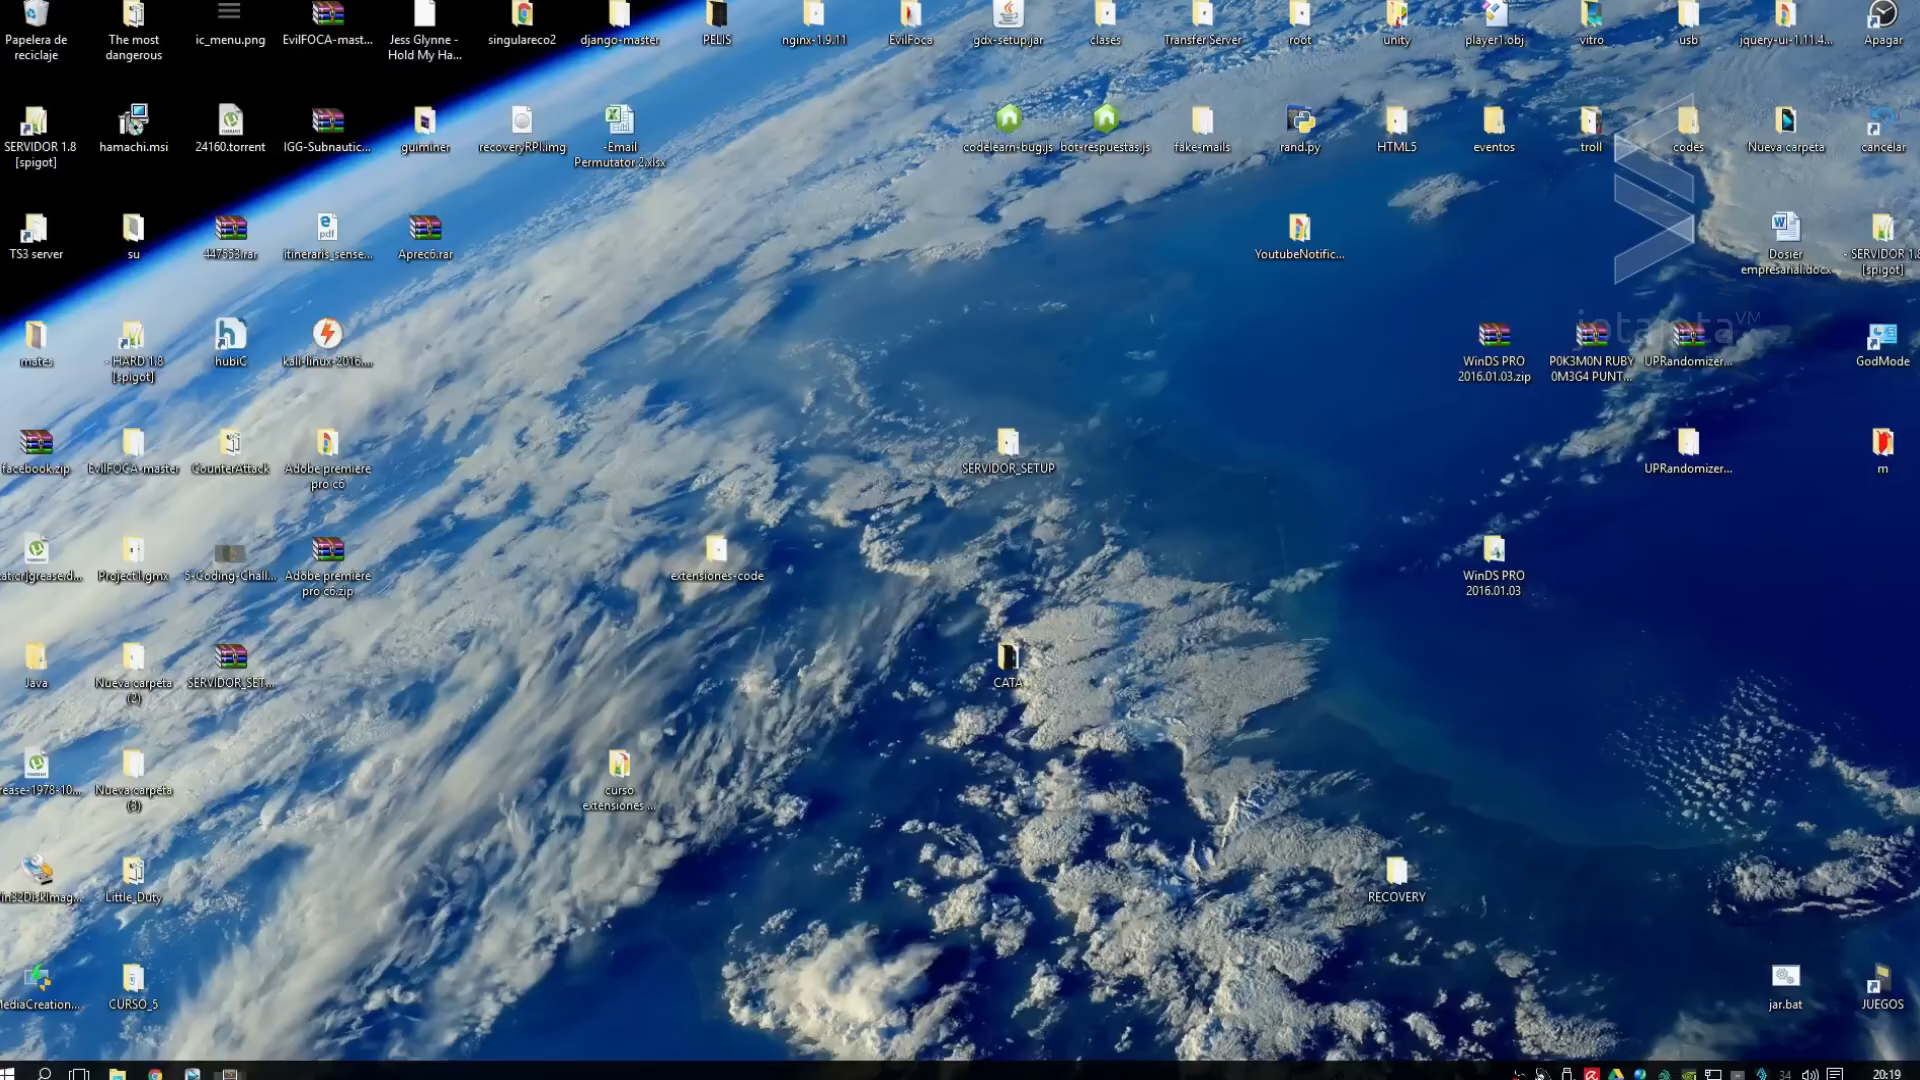 Papelera de
reciclaje
The most
dangerous
ic_menu.png
EvilFOCA-mast...
Jess Glynne -
Hold My Ha...
singulareco2
django-master
PELIS
nginx-1.9.11
EvilFoca
gdx-setup.jar
clases
Transfer Server
root
unity
player1.obj
vitro
usb
jquery-ui-1.11.4...
Apagar
SERVIDOR 1.8
[spigot]
hamachi.msi
24160.torrent
IGG-Subnautic...
guiminer
recoveryRPI.img
-Email
Permutator 2.xlsx
codelearn-bug.js
bot-respuestas.js
fake-mails
rand.py
HTML5
eventos
troll
codes
Nueva carpeta
cancelar
TS3 server
su
447553.rar
itineraris_sense...
Aprec6.rar
YoutubeNotific...
Dosier
empresarial.docx
- SERVIDOR 1.8
[spigot]
mates
- HARD 1.8
[spigot]
hubiC
kali-linux-2016....
jotajotaVM
WinDS PRO
2016.01.03.zip
P0K3M0N RUBY
0M3G4 PUNT...
UPRandomizer...
GodMode
facebook.zip
EvilFOCA-master
CounterAttack
Adobe premiere
pro c6
SERVIDOR_SETUP
UPRandomizer...
m
Project1.gmx
5-Coding-Chall...
Adobe premiere
pro c6.zip
extensiones-code
WinDS PRO
2016.01.03
Java
Nueva carpeta
(2)
SERVIDOR_SET...
CATA
rease-1978-10...
Nueva carpeta
(3)
curso
extensiones ...
in32DiskImag...
Little_Duty
RECOVERY
MediaCreation...
CURSO_5
jar.bat
JUEGOS
34
20:19